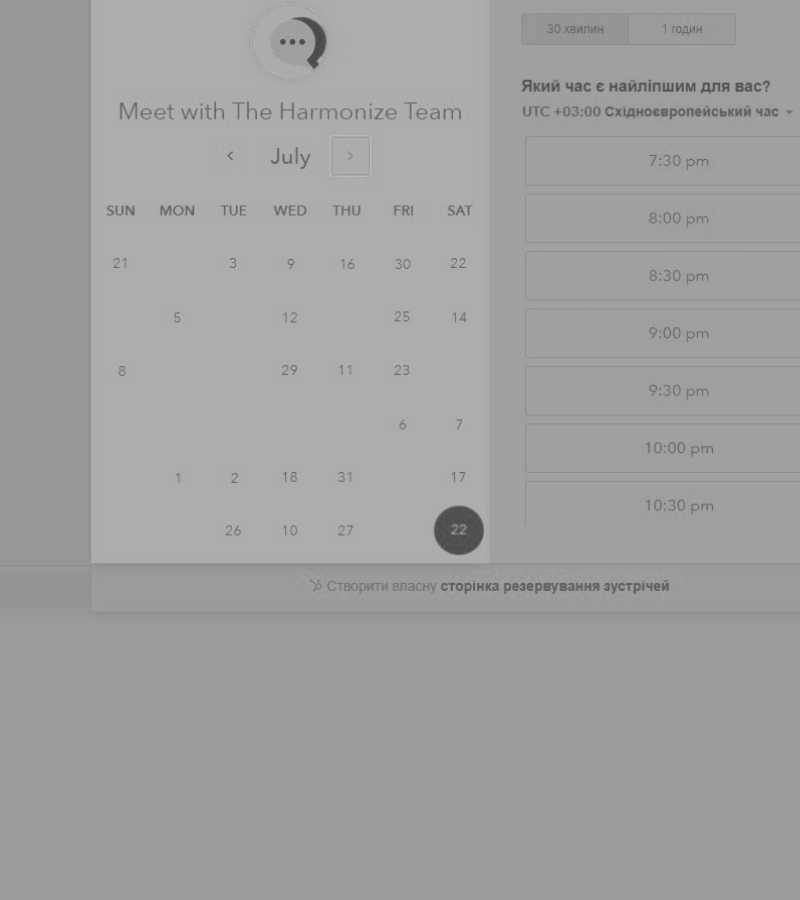 30 хвилин 1 годин
Який час є найліпшим для вас?
Meet with The Harmonize Team
UTC +03:00 Східноєвропейський час
July
7:30 pm
SUN MON TUE WED THU FRI SAT
8:00 pm
21 3 9 16 30 22
8:30 pm
5 12 25 14
9:00 pm
8 29 11 23
9:30 pm
6 7
10:00 pm
1 2 18 31 17
10:30 pm
26 10 27 22
Створити власну сторінка резервування зустрічей